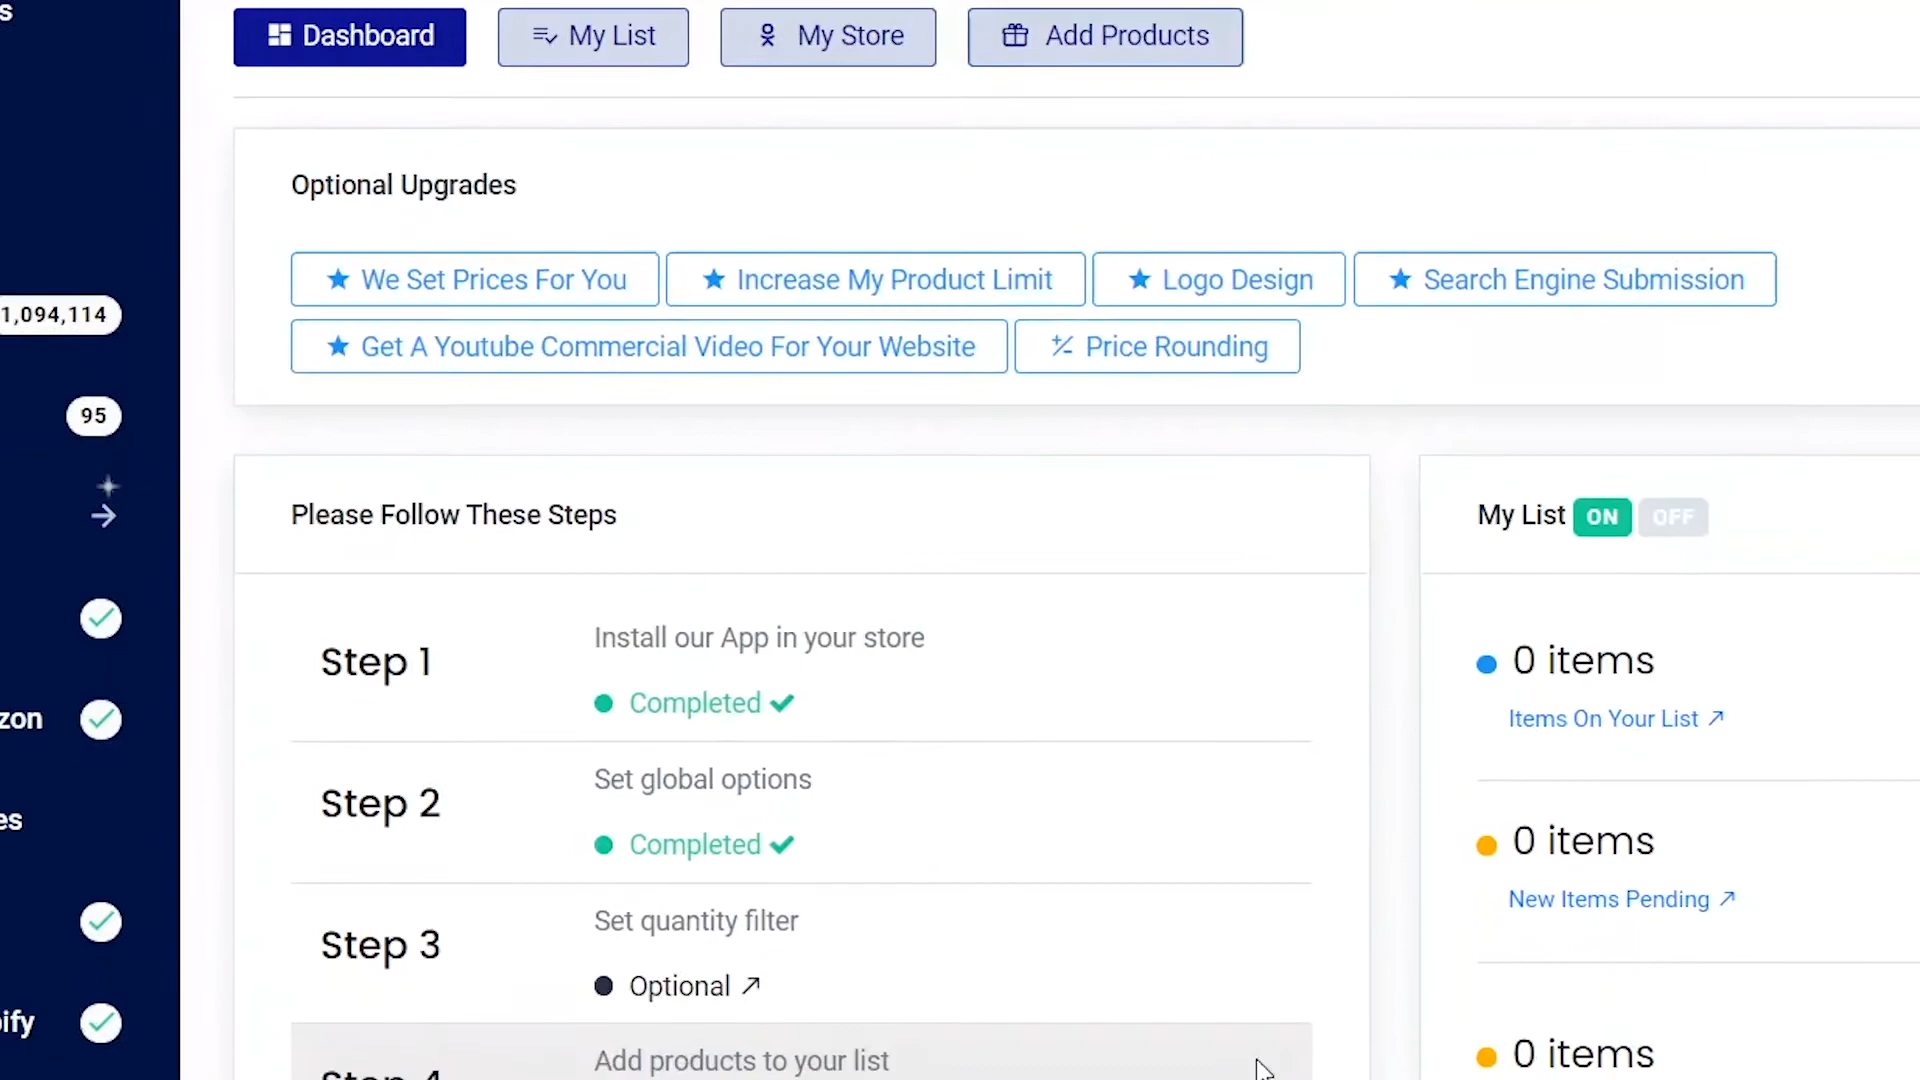 s
Dashboard
My List
My Store
Add Products
Optional Upgrades
We Set Prices For You
Increase My Product Limit
Logo Design
Search Engine Submission
1,094,114
Get A Youtube Commercial Video For Your Website
Price Rounding
95
Please Follow These Steps
My List ON OFF
Step 1
Install our App in your store
Completed
0 items
Items On Your List
zon
Step 2
Set global options
Completed
0 items
New Items Pending
es
Step 3
Set quantity filter
Optional
ify
Step 4
Add products to your list
0 items